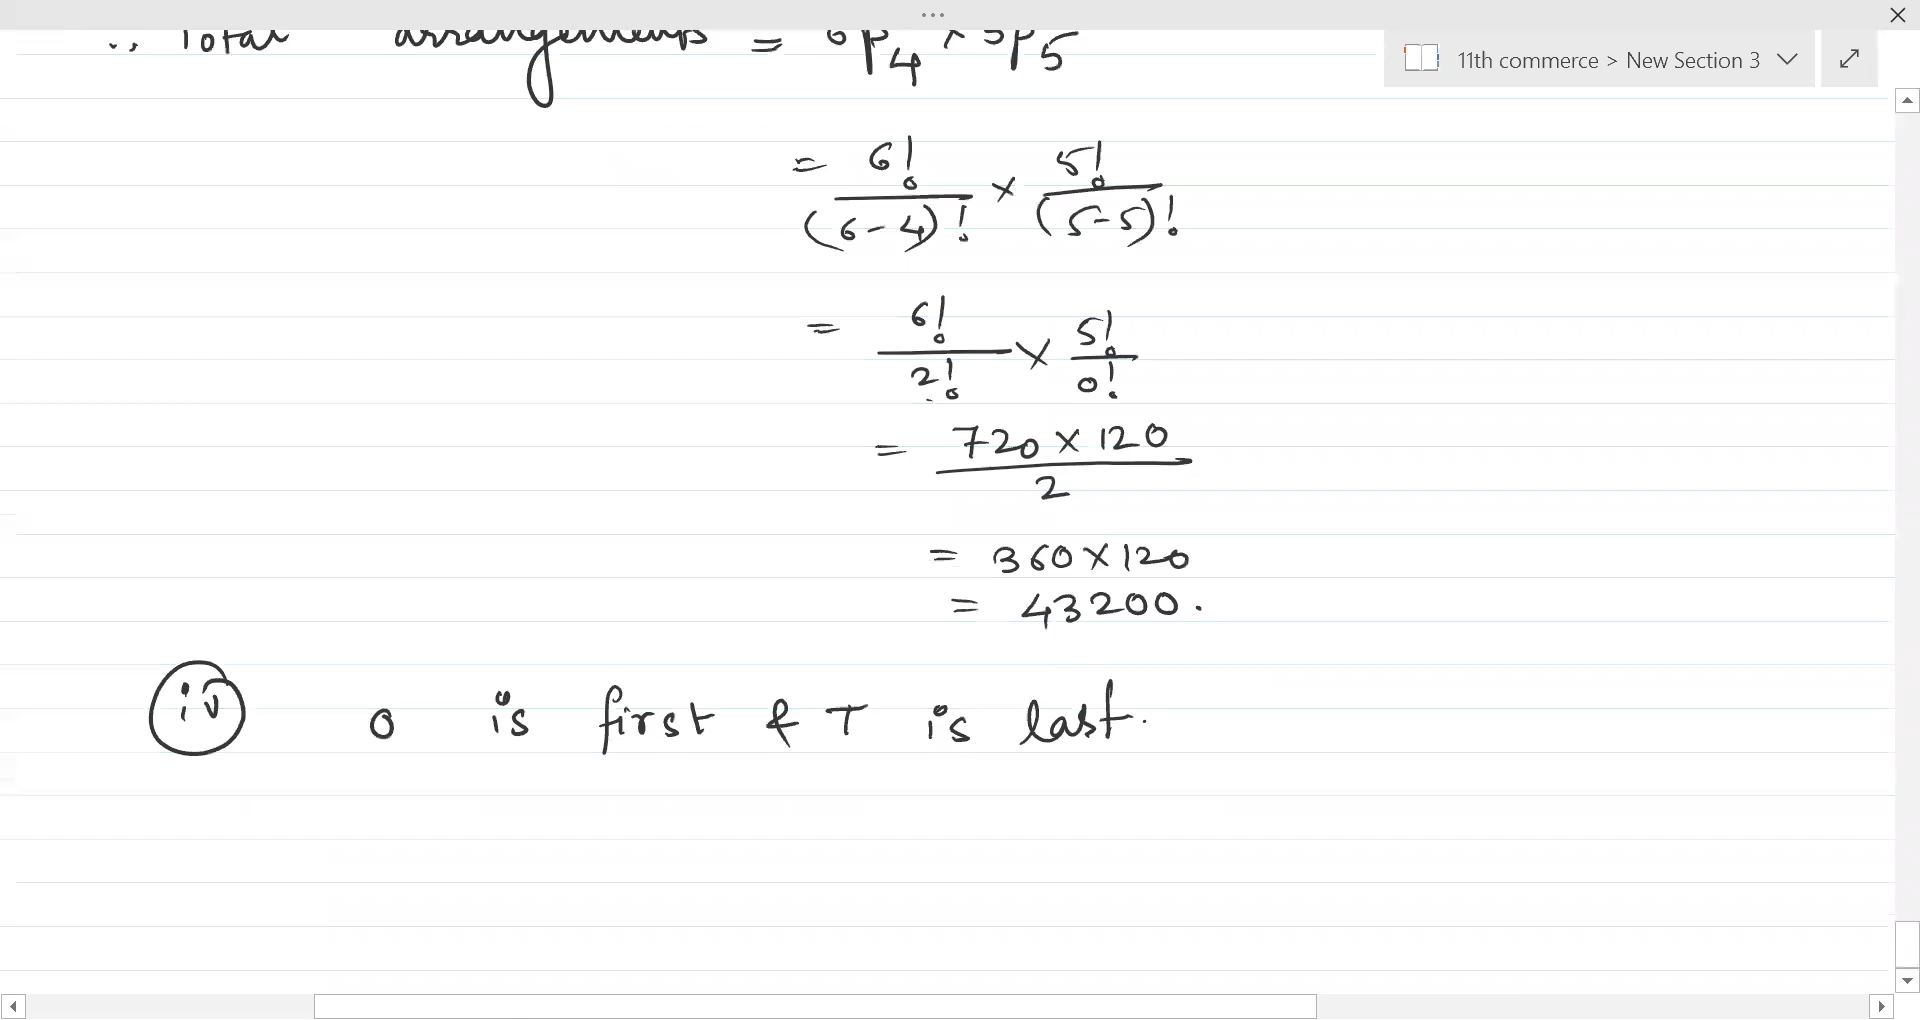 ...
∴ Total arrangements = 6p4 × 5p5
11th commerce > New Section 3
= 6! / (6-4)! × 5! / (5-5)!
= 6! / 2! × 5! / 0!
= 720 × 120 / 2
= 360 × 120
= 43200.
iv O is first & T is last.